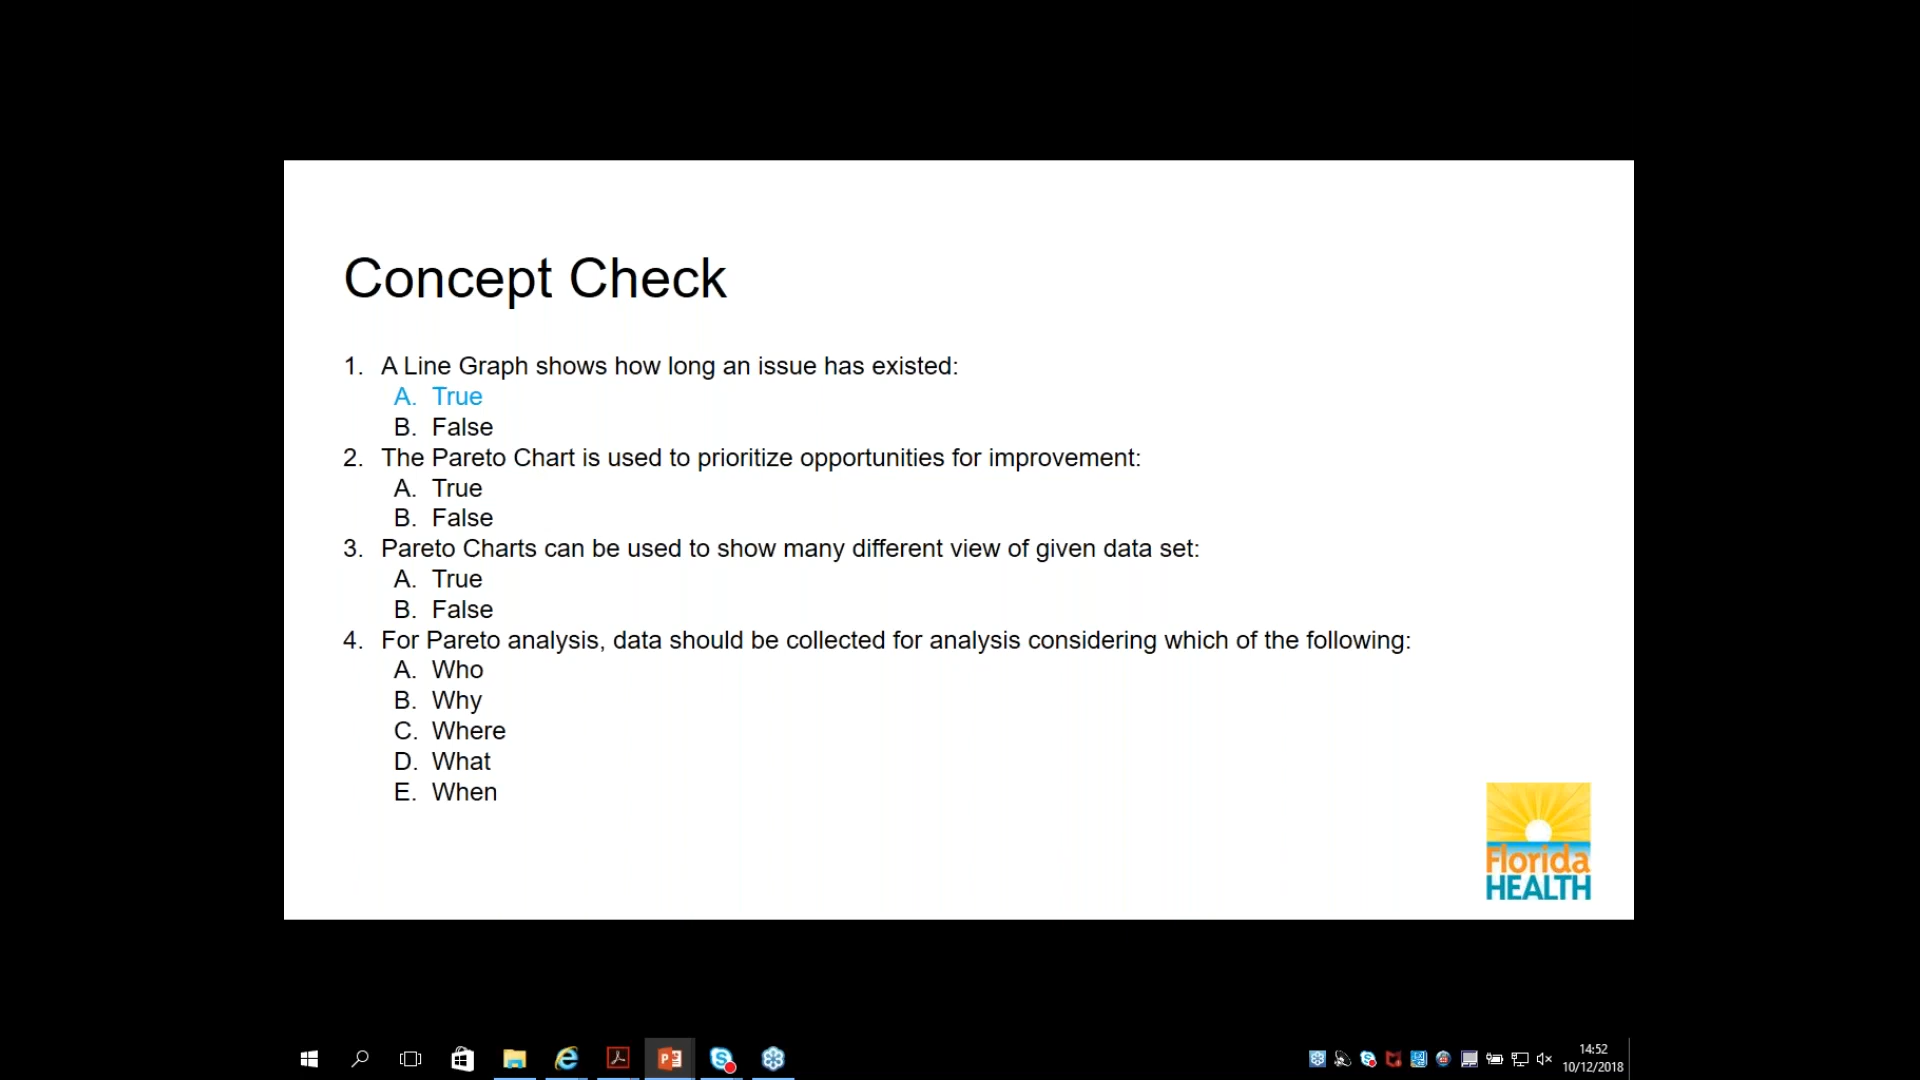 Concept Check
1. A Line Graph shows how long an issue has existed:
A. True
B. False
2. The Pareto Chart is used to prioritize opportunities for improvement:
A. True
B. False
3. Pareto Charts can be used to show many different view of given data set:
A. True
B. False
4. For Pareto analysis, data should be collected for analysis considering which of the following:
A. Who
B. Why
C. Where
D. What
E. When
Florida
HEALTH
14:52
10/12/2018